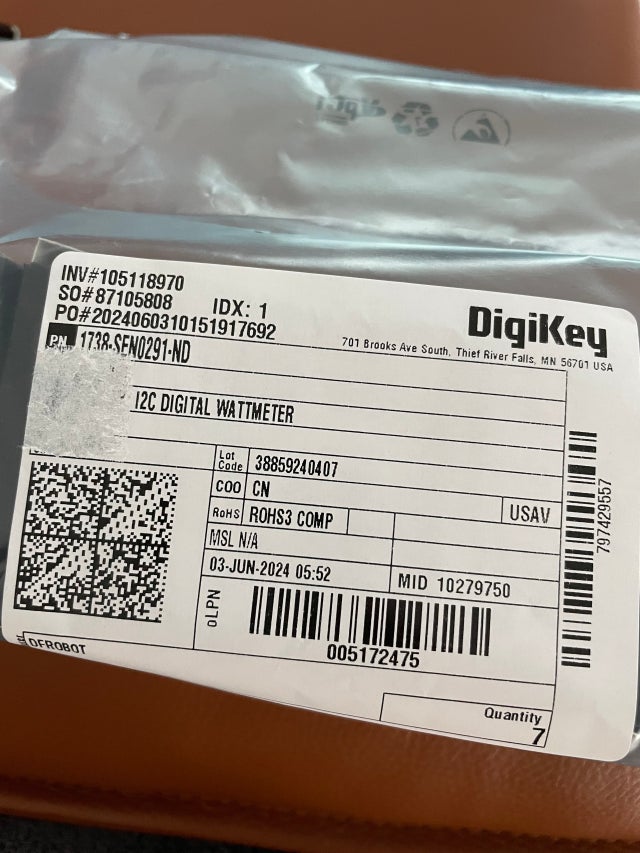 INV#105118970
SO#87105808
IDX: 1
PO#2024060310151917692
DigiKey
701 Brooks Ave South, Thief River Falls, MN 56701 USA
PN 1738-SEN0291-ND
I2C DIGITAL WATTMETER
Lot Code 38859240407
COO CN
RoHS ROHS3 COMP
USAV
MSL N/A
03-JUN-2024 05:52
MID 10279750
797429557
oLPN
005172475
DFROBOT
Quantity
7